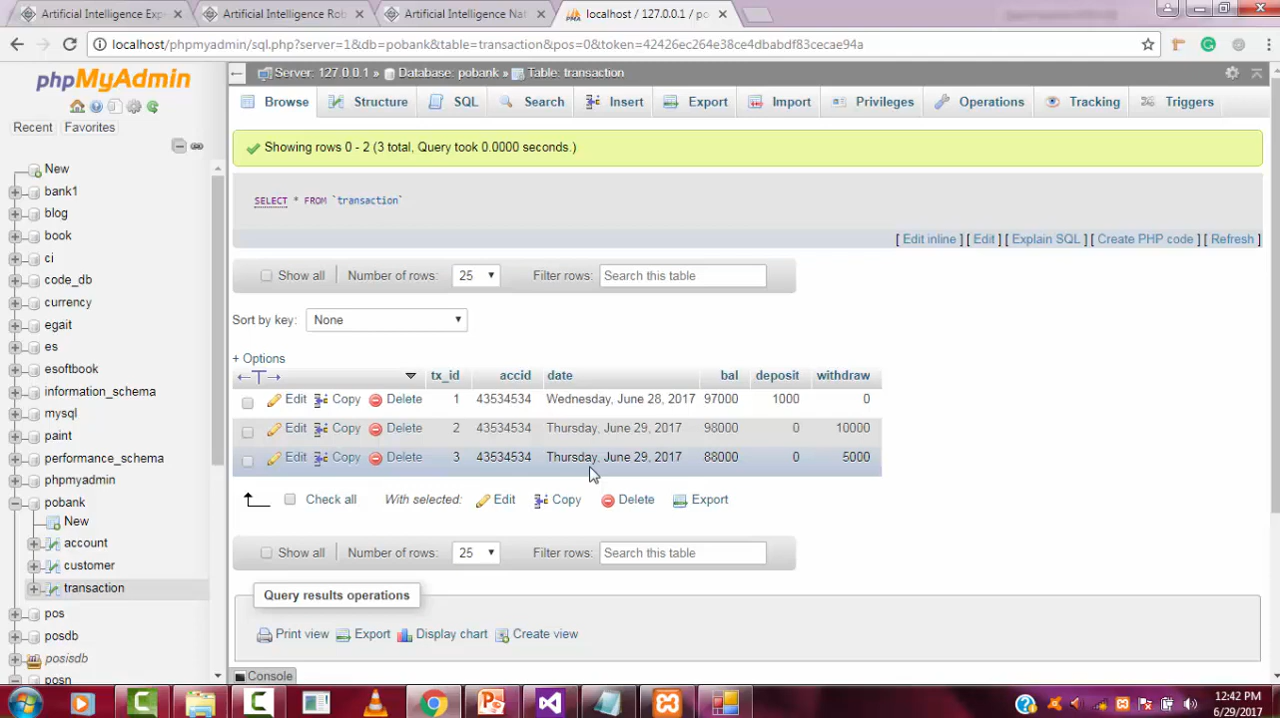 Artificial Intelligence Exp
Artificial Intelligence Rob
Artificial Intelligence Na
localhost / 127.0.0.1 / po
localhost/phpmyadmin/sql.php?server=1&db=pobank&table=transaction&pos=0&token=42426ec264e38ce4dbabdf83cecae94a
phpMyAdmin
Recent Favorites
New
bank1
blog
book
ci
code_db
currency
egait
es
esoftbook
information_schema
mysql
paint
performance_schema
phpmyadmin
pobank
New
account
customer
transaction
pos
posdb
posisdb
posn
Server: 127.0.0.1 » Database: pobank » Table: transaction
Browse Structure SQL Search Insert Export Import Privileges Operations Tracking Triggers
Showing rows 0 - 2 (3 total, Query took 0.0000 seconds.)
SELECT * FROM `transaction`
[ Edit inline ] [ Edit ] [ Explain SQL ] [ Create PHP code ] [ Refresh ]
Show all | Number of rows: 25 Filter rows: Search this table
Sort by key: None
+ Options
tx_id accid date bal deposit withdraw
Edit Copy Delete 1 43534534 Wednesday, June 28, 2017 97000 1000 0
Edit Copy Delete 2 43534534 Thursday, June 29, 2017 98000 0 10000
Edit Copy Delete 3 43534534 Thursday, June 29, 2017 88000 0 5000
Check all With selected: Edit Copy Delete Export
Show all | Number of rows: 25 Filter rows: Search this table
Query results operations
Print view Export Display chart Create view
Console
12:42 PM
6/29/2017